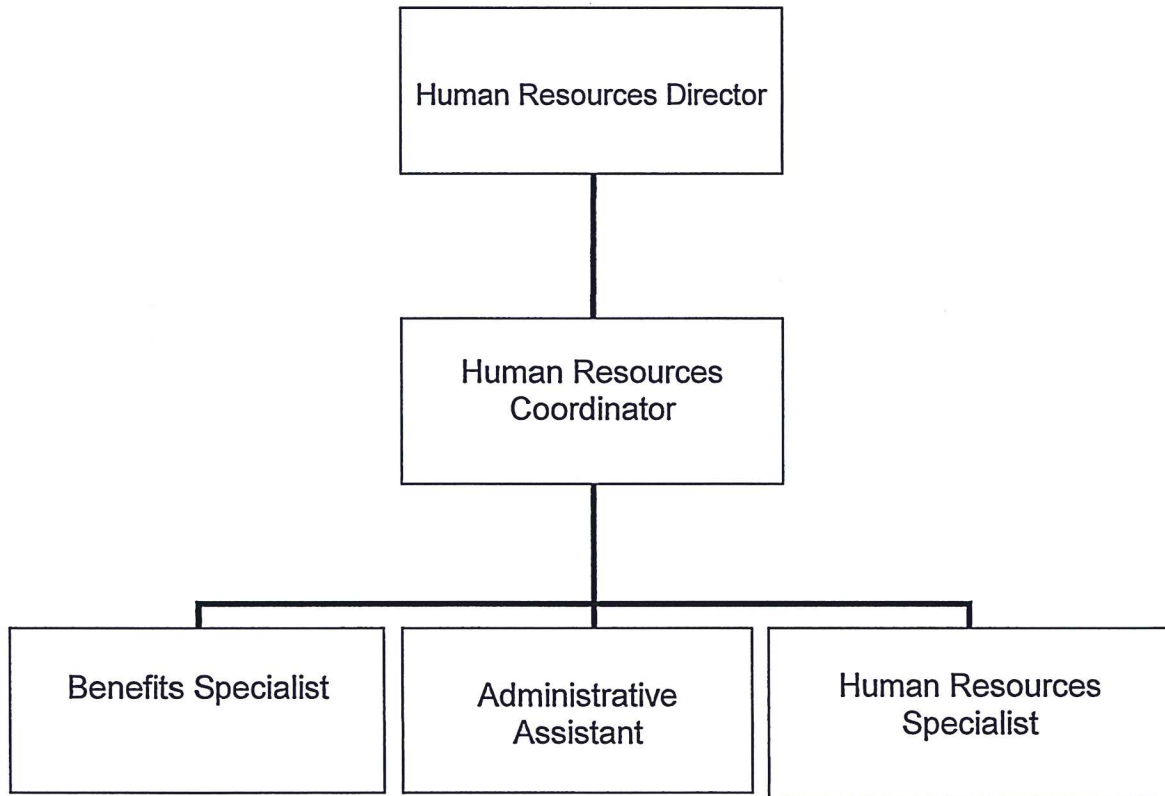 Human Resources Director
Human Resources
Coordinator
Benefits Specialist
Administrative
Assistant
Human Resources
Specialist